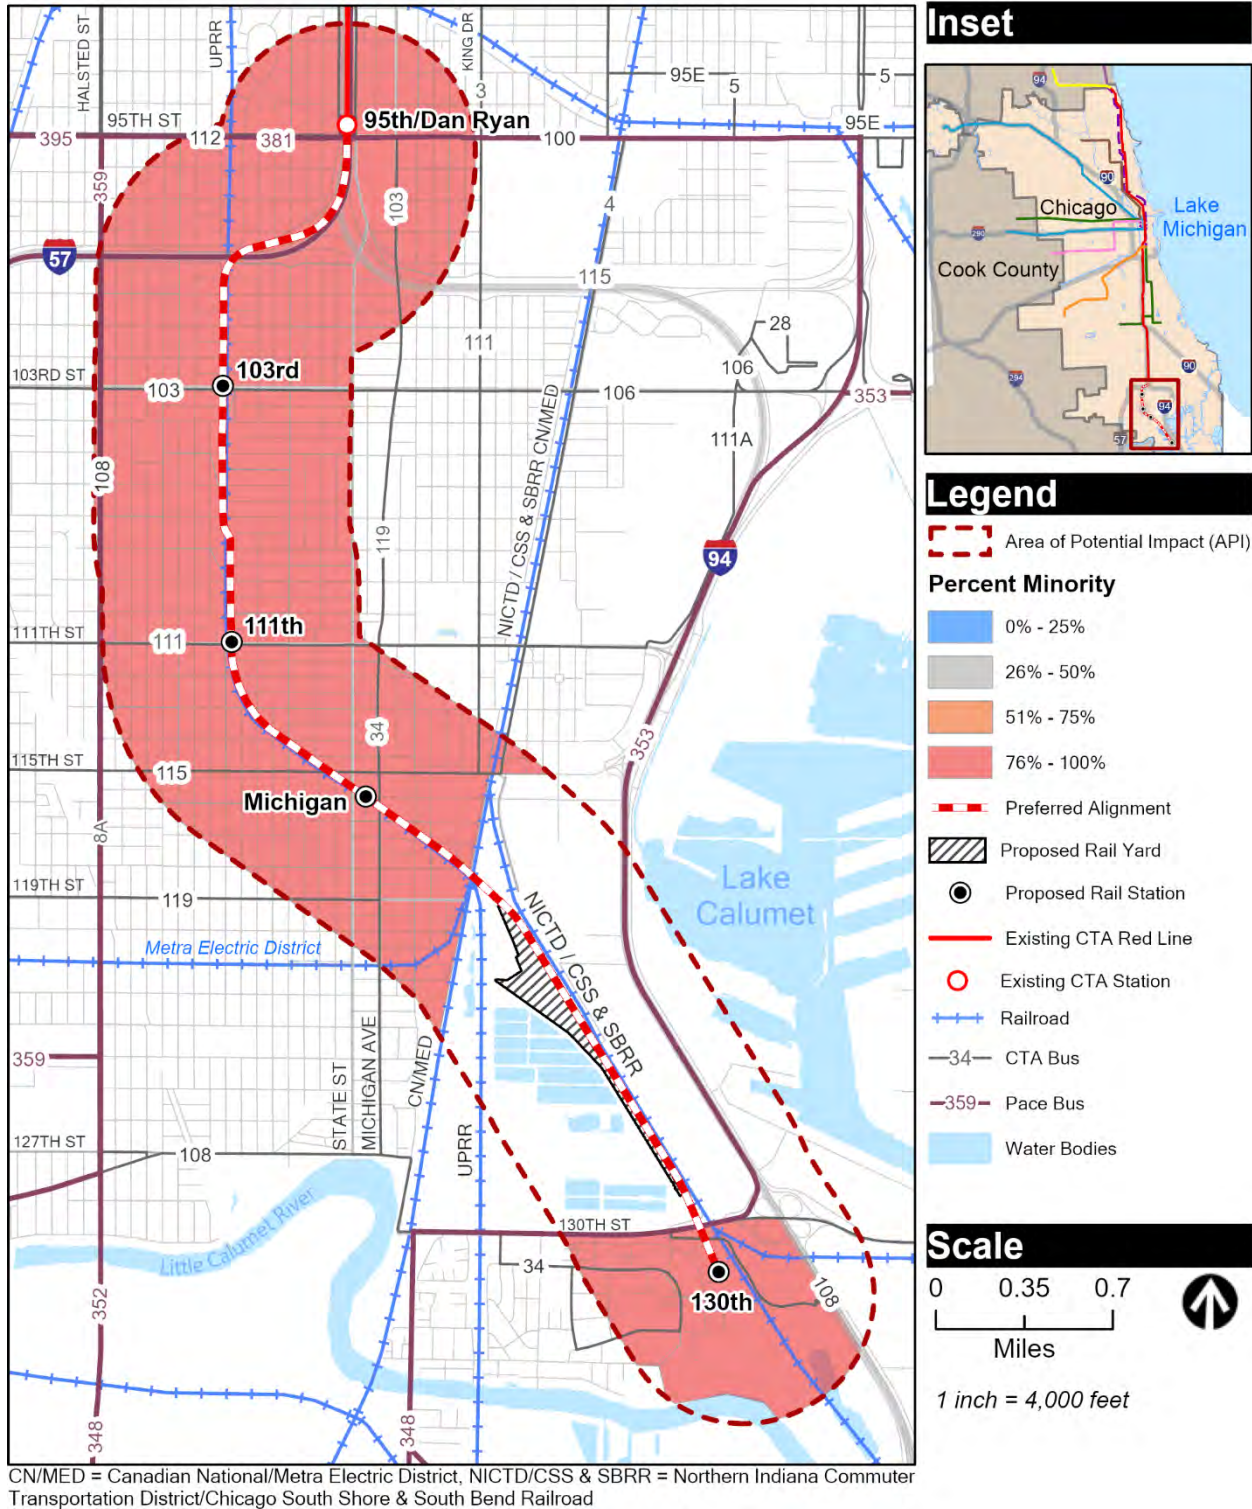 HALSTED ST
UPRR
KING DR
3
95E
5
5
95TH ST
95th/Dan Ryan
95E
395
112
381
100
359
103
4
57
115
111
28
103rd
103RD ST
103
106
106
353
111A
108
119
NICTD / CSS & SBRR CN/MED
94
111th
111TH ST
111
34
353
115TH ST
115
Michigan
8A
119TH ST
119
Lake
Calumet
Metra Electric District
NICTD / CSS & SBRR
359
STATE ST
MICHIGAN AVE
CN/MED
UPRR
127TH ST
108
Little Calumet River
130TH ST
34
130th
108
352
348
348
CN/MED = Canadian National/Metra Electric District, NICTD/CSS & SBRR = Northern Indiana Commuter
Transportation District/Chicago South Shore & South Bend Railroad
Inset
94
90
Chicago
Lake
Michigan
290
Cook County
90
294
94
57
Legend
Area of Potential Impact (API)
Percent Minority
0% - 25%
26% - 50%
51% - 75%
76% - 100%
Preferred Alignment
Proposed Rail Yard
Proposed Rail Station
Existing CTA Red Line
Existing CTA Station
Railroad
34 CTA Bus
359 Pace Bus
Water Bodies
Scale
0 0.35 0.7
Miles
1 inch = 4,000 feet